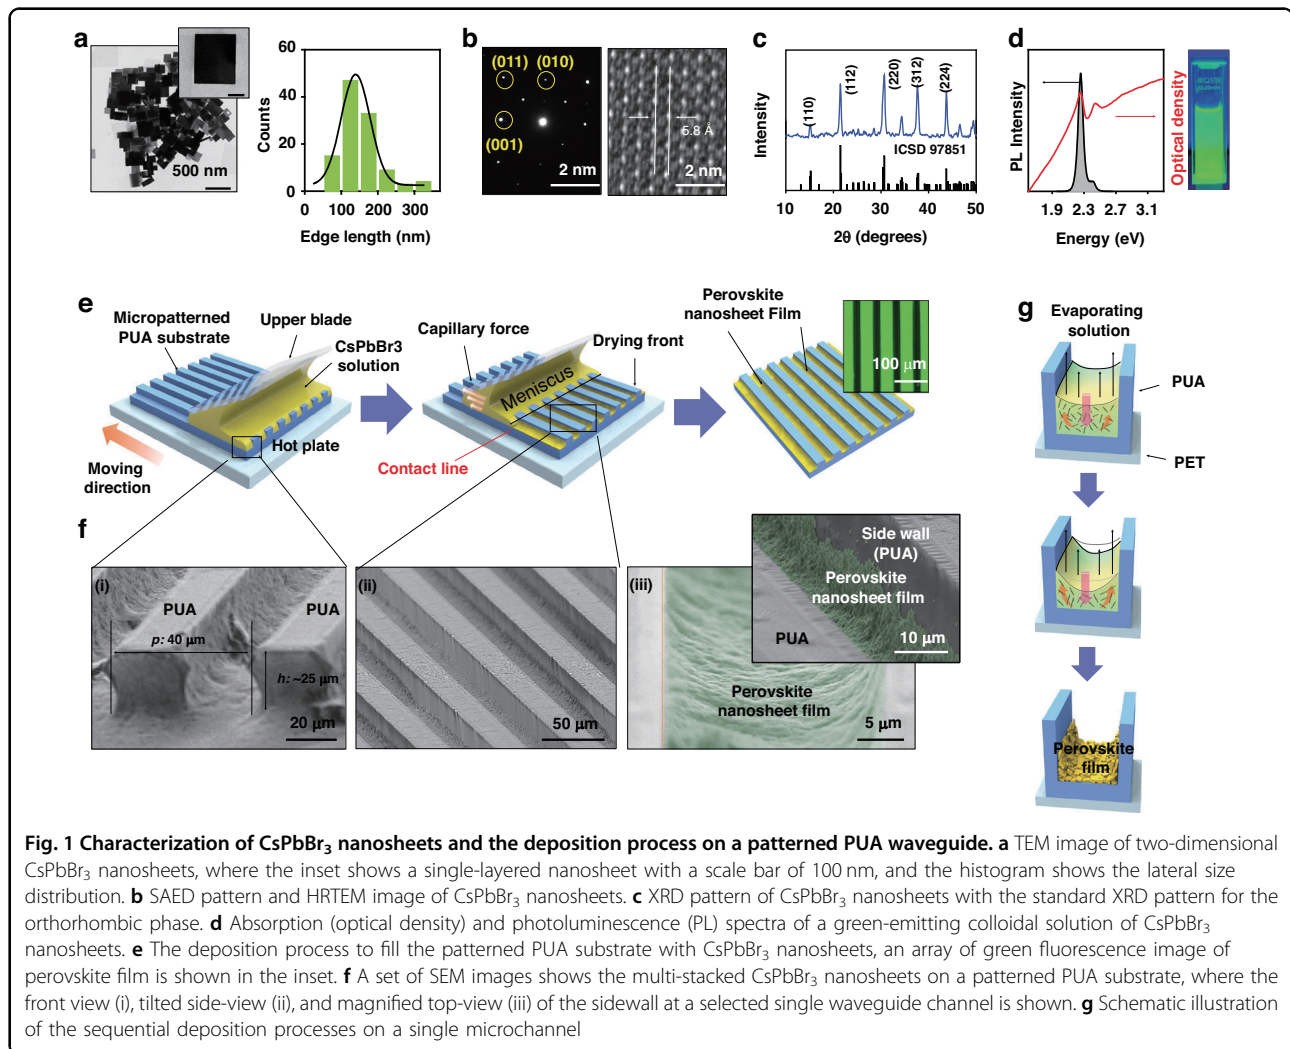 a
500 nm
60
40
20
0
Counts
0
100
200
300
Edge length (nm)
b
(011)
(010)
(001)
2 nm
5.8 Å
2 nm
c
Intensity
(110)
(112)
(220)
(312)
(224)
ICSD 97851
10
20
30
40
50
2θ (degrees)
d
PL Intensity
Optical density
1.9
2.3
2.7
3.1
Energy (eV)
e
Micropatterned
PUA substrate
Upper blade
CsPbBr3
solution
Hot plate
Moving
direction
Capillary force
Meniscus
Drying front
Contact line
Perovskite
nanosheet Film
100 μm
f
(i)
PUA
PUA
p: 40 μm
h: ~25 μm
20 μm
(ii)
50 μm
(iii)
Side wall
(PUA)
Perovskite
nanosheet film
PUA
10 μm
Perovskite
nanosheet film
5 μm
g
Evaporating
solution
PUA
PET
Perovskite
film
Fig. 1 Characterization of CsPbBr₃ nanosheets and the deposition process on a patterned PUA waveguide. a TEM image of two-dimensional
CsPbBr₃ nanosheets, where the inset shows a single-layered nanosheet with a scale bar of 100 nm, and the histogram shows the lateral size
distribution. b SAED pattern and HRTEM image of CsPbBr₃ nanosheets. c XRD pattern of CsPbBr₃ nanosheets with the standard XRD pattern for the
orthorhombic phase. d Absorption (optical density) and photoluminescence (PL) spectra of a green-emitting colloidal solution of CsPbBr₃
nanosheets. e The deposition process to fill the patterned PUA substrate with CsPbBr₃ nanosheets, an array of green fluorescence image of
perovskite film is shown in the inset. f A set of SEM images shows the multi-stacked CsPbBr₃ nanosheets on a patterned PUA substrate, where the
front view (i), tilted side-view (ii), and magnified top-view (iii) of the sidewall at a selected single waveguide channel is shown. g Schematic illustration
of the sequential deposition processes on a single microchannel